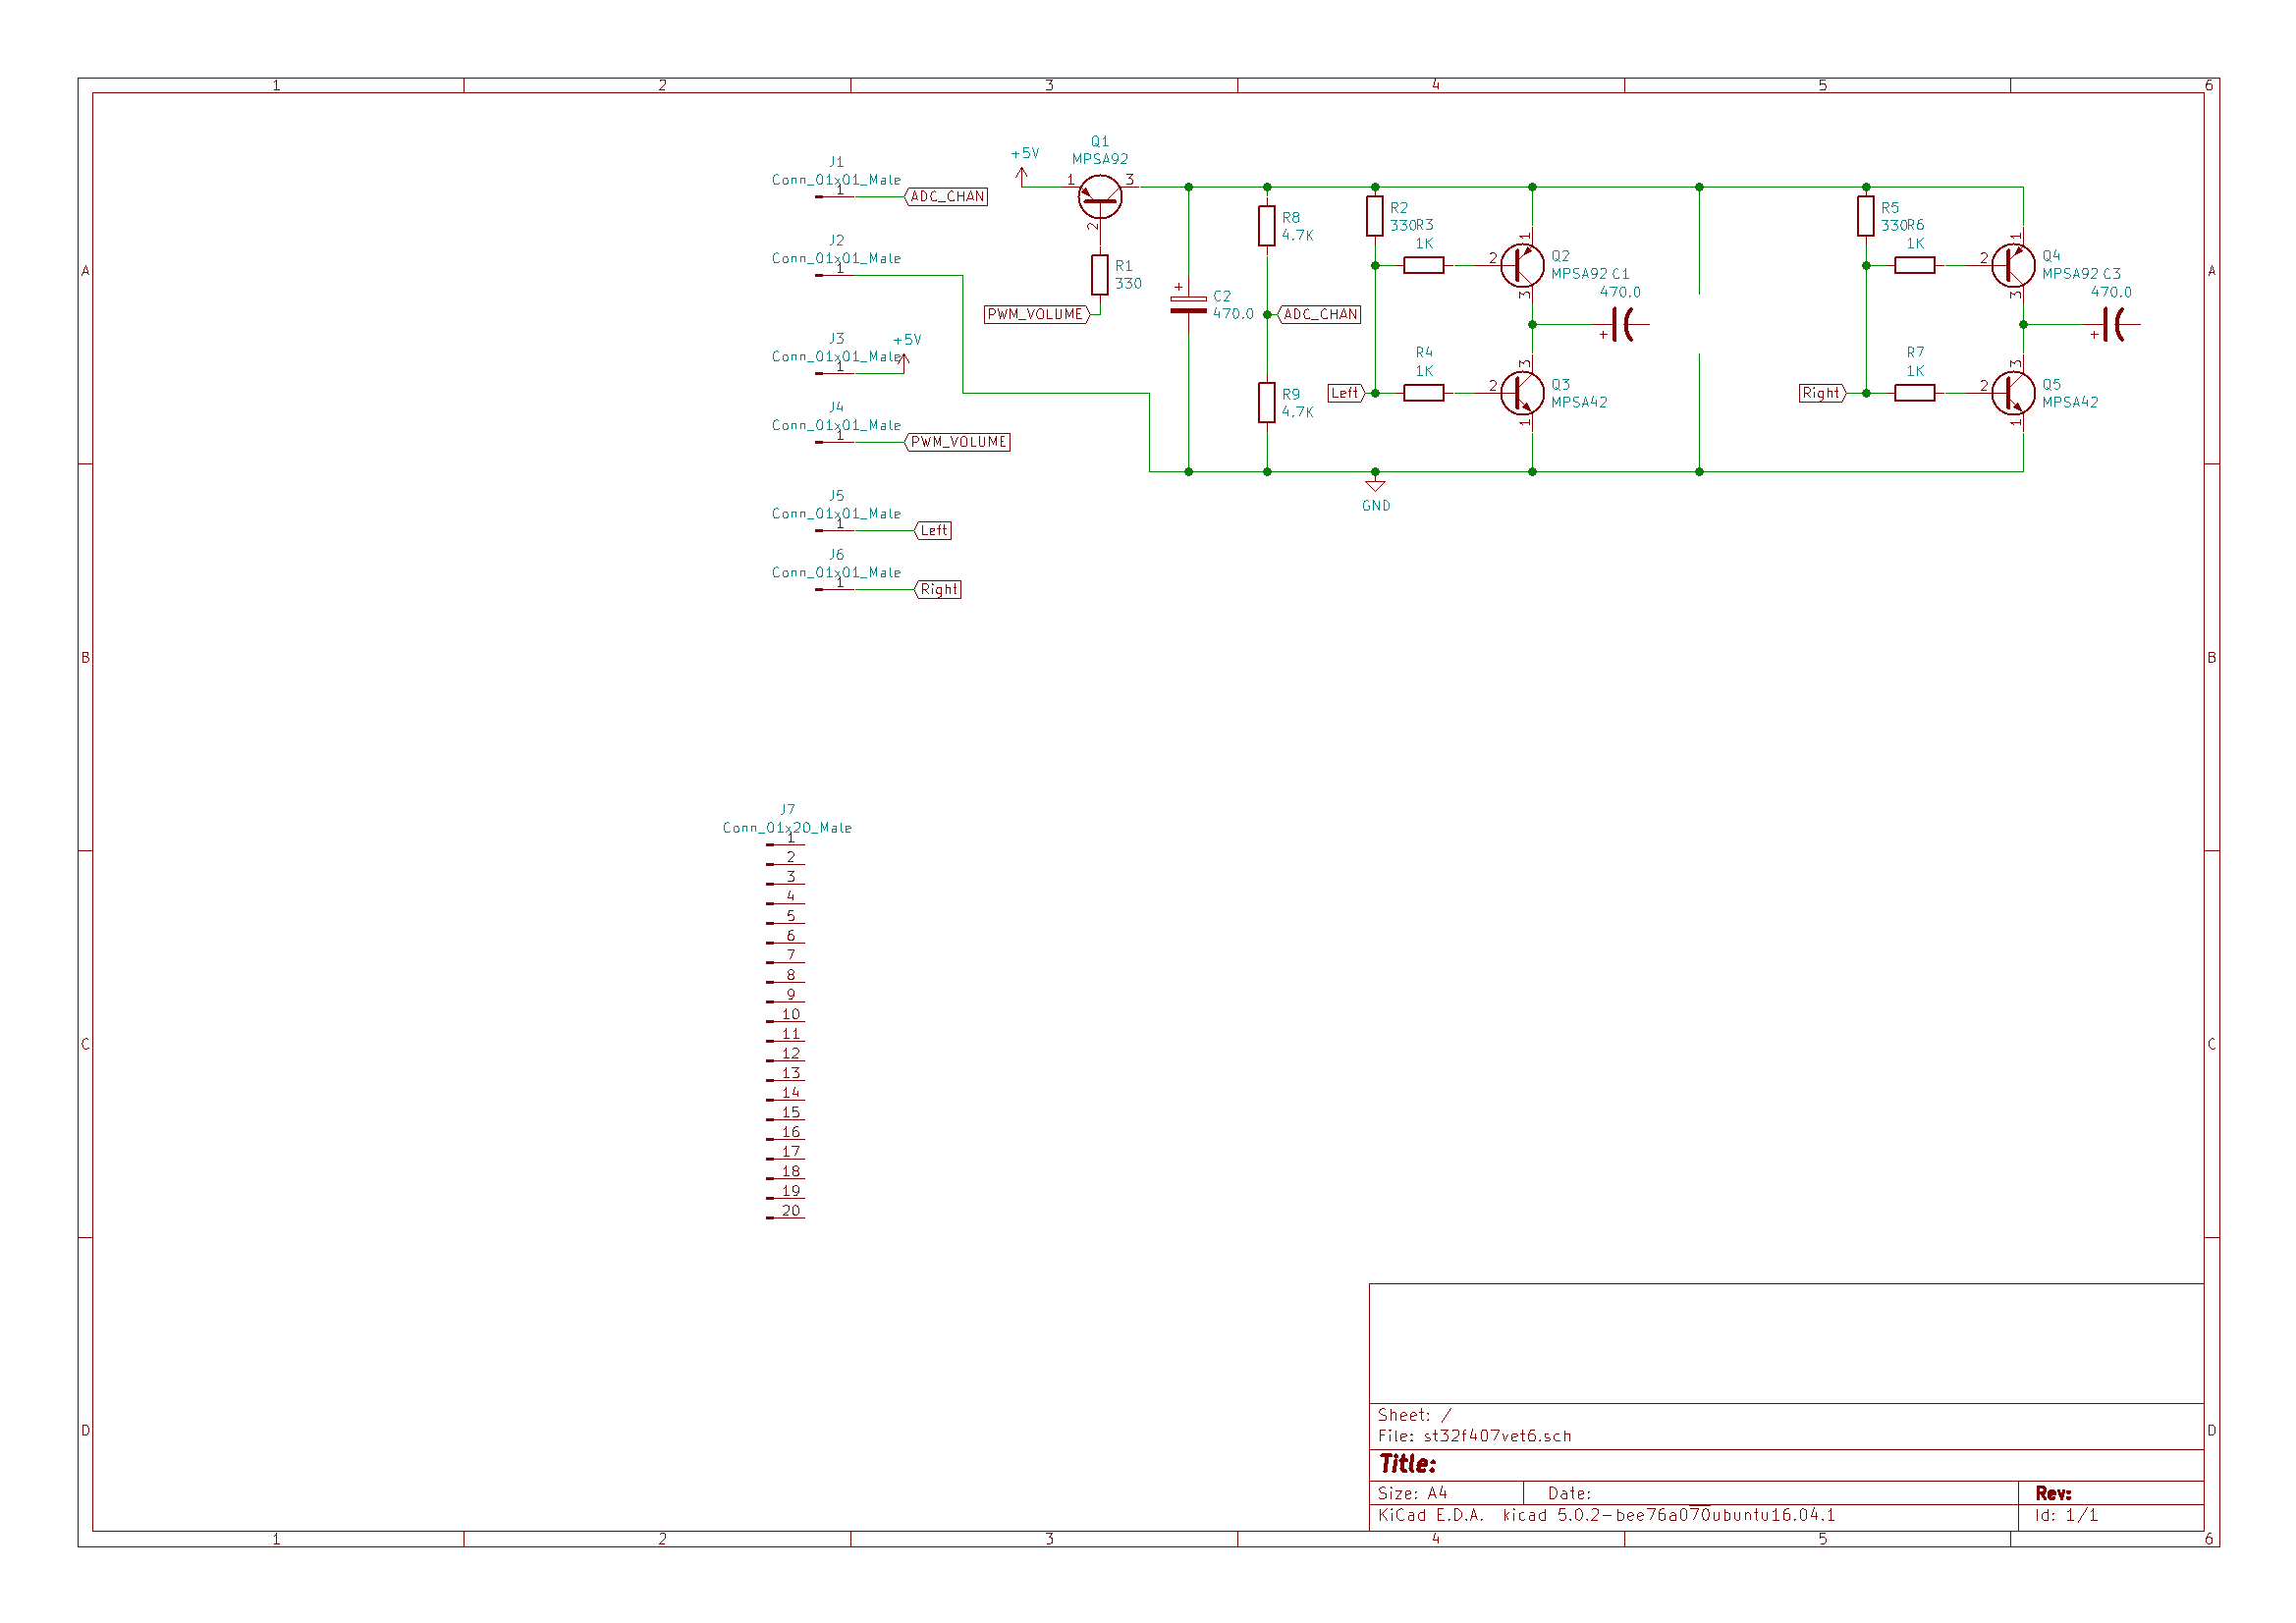 1 2 3 4 5 6
A
B
C
D
A
B
C
D
1 2 3 4 5 6
J1
Conn_01x01_Male
1
ADC_CHAN
J2
Conn_01x01_Male
1
J3
Conn_01x01_Male
1
+5V
J4
Conn_01x01_Male
1
PWM_VOLUME
J5
Conn_01x01_Male
1
Left
J6
Conn_01x01_Male
1
Right
+5V
Q1
MPSA92
1
3
2
R1
330
PWM_VOLUME
+
C2
470.0
R8
4.7K
ADC_CHAN
R9
4.7K
R2
330
R3
1K
2
1
3
Q2
MPSA92
C1
470.0
+
Left
R4
1K
2
3
1
Q3
MPSA42
GND
R5
330
R6
1K
2
1
3
Q4
MPSA92
C3
470.0
+
Right
R7
1K
2
3
1
Q5
MPSA42
J7
Conn_01x20_Male
1
2
3
4
5
6
7
8
9
10
11
12
13
14
15
16
17
18
19
20
Sheet: /
File: st32f407vet6.sch
Title:
Size: A4
Date:
Rev:
KiCad E.D.A. kicad 5.0.2-bee76a070ubuntu16.04.1
Id: 1/1